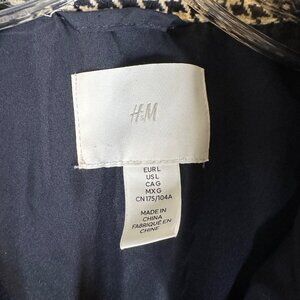 H&M
EUR L
US L
CA G
MX G
CN 175/104A
MADE IN
CHINA
FABRIQUÉ EN
CHINE